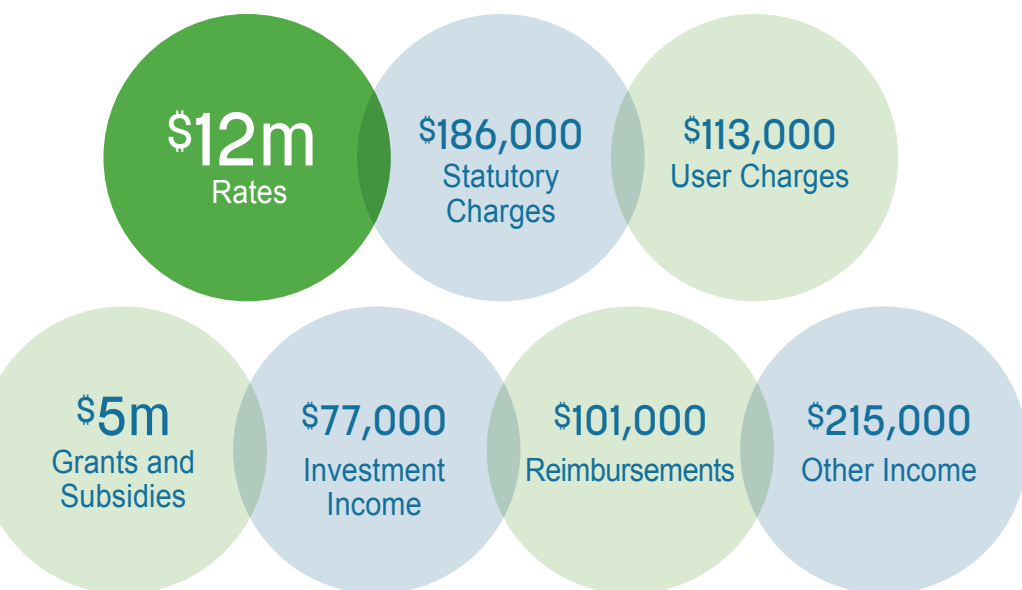 $12m
Rates
$186,000
Statutory
Charges
$113,000
User Charges
$5m
Grants and
Subsidies
$77,000
Investment
Income
$101,000
Reimbursements
$215,000
Other Income